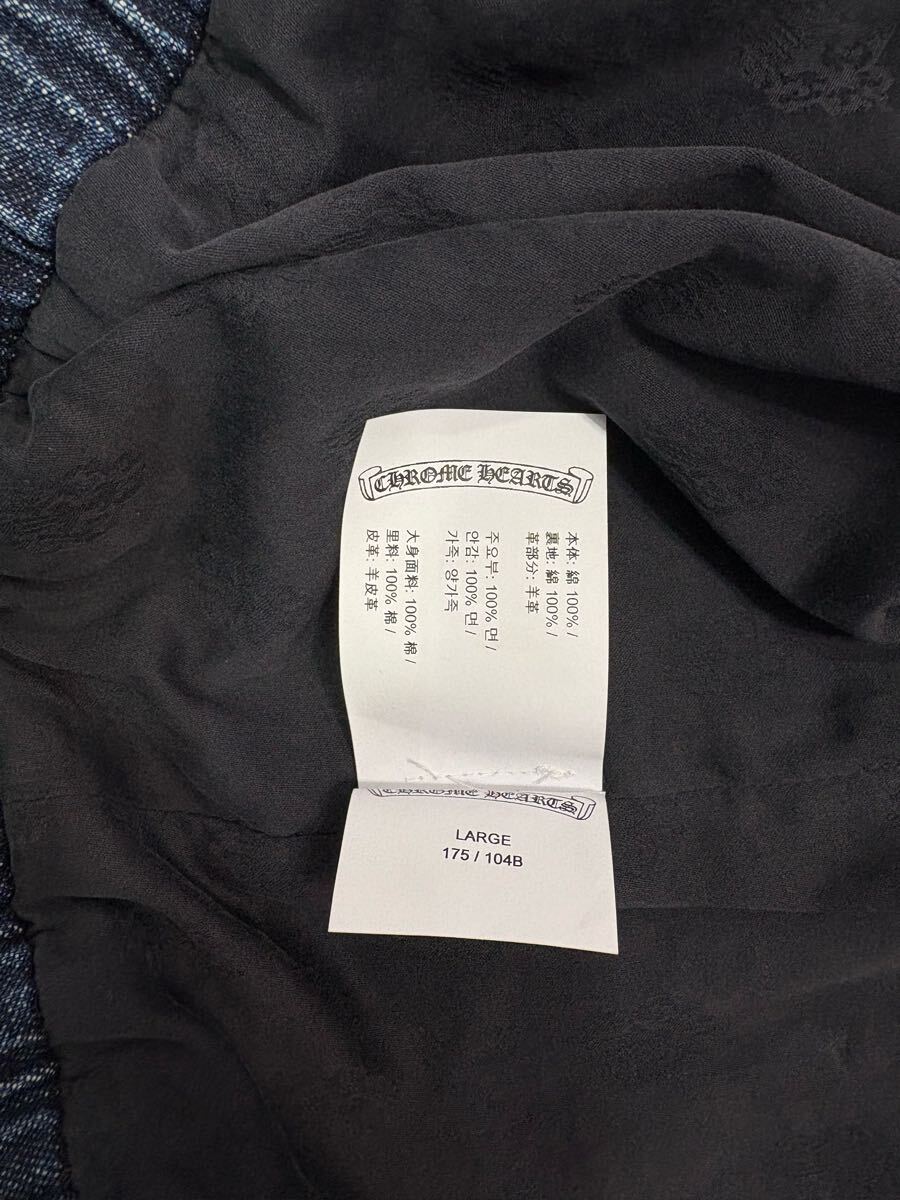 CHROME HEARTS
本体: 綿 100% /
裏地: 綿 100% /
革部分: 羊革
주요부: 100% 면 /
안감: 100% 면 /
가죽: 양가죽
大身面料: 100% 棉 /
里料: 100% 棉 /
皮革: 羊皮革
CHROME HEARTS
LARGE
175 / 104B